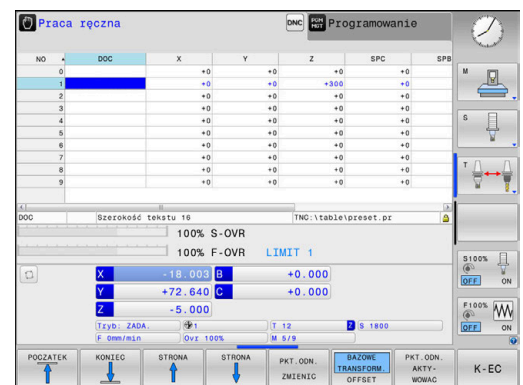 Praca ręczna
DNC
PGM MGT
Programowanie
NO DOC X Y Z SPC SPB
0 +0 +0 +0 +0
1 +0 +0 +300 +0
2 +0 +0 +0 +0
3 +0 +0 +0 +0
4 +0 +0 +0 +0
5 +0 +0 +0 +0
6 +0 +0 +0 +0
7 +0 +0 +0 +0
8 +0 +0 +0 +0
9 +0 +0 +0 +0
DOC Szerokość tekstu 16 TNC:\table\preset.pr
100% S-OVR
100% F-OVR LIMIT 1
X -18.003 B +0.000
Y +72.640 C +0.000
Z -5.000
Tryb: ZADA. 1 T 12 Z S 1800
F 0mm/min Ovr 100% M 5/9
M
S
T
S100%
OFF ON
F100%
OFF ON
POCZATEK
KONIEC
STRONA
STRONA
PKT.ODN.
ZMIENIC
BAZOWE
TRANSFORM.
OFFSET
PKT.ODN.
AKTY-
WOWAC
K-EC